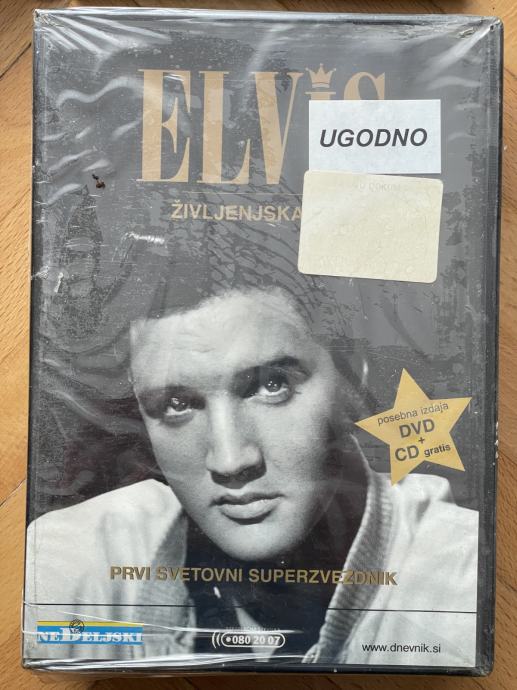 ELVIS
UGODNO
ŽIVLJENJSKA
posebna izdaja
DVD
+
CD gratis
PRVI SVETOVNI SUPERZVEZDNIK
NEDELJSKI
080 20 07
www.dnevnik.si